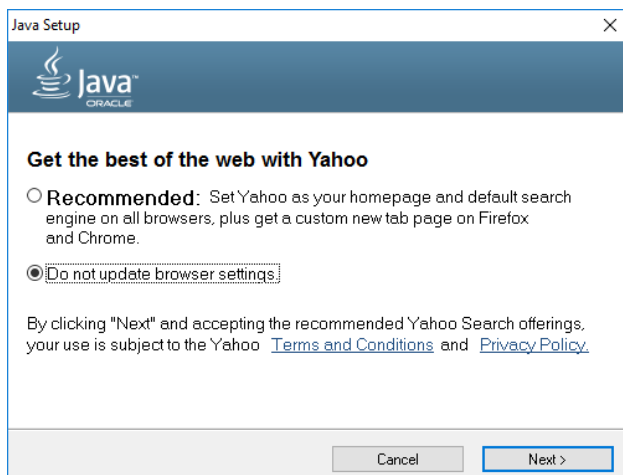 Java Setup
Java™
ORACLE
Get the best of the web with Yahoo
Recommended: Set Yahoo as your homepage and default search
engine on all browsers, plus get a custom new tab page on Firefox
and Chrome.
Do not update browser settings.
By clicking "Next" and accepting the recommended Yahoo Search offerings,
your use is subject to the Yahoo Terms and Conditions and Privacy Policy.
Cancel Next >